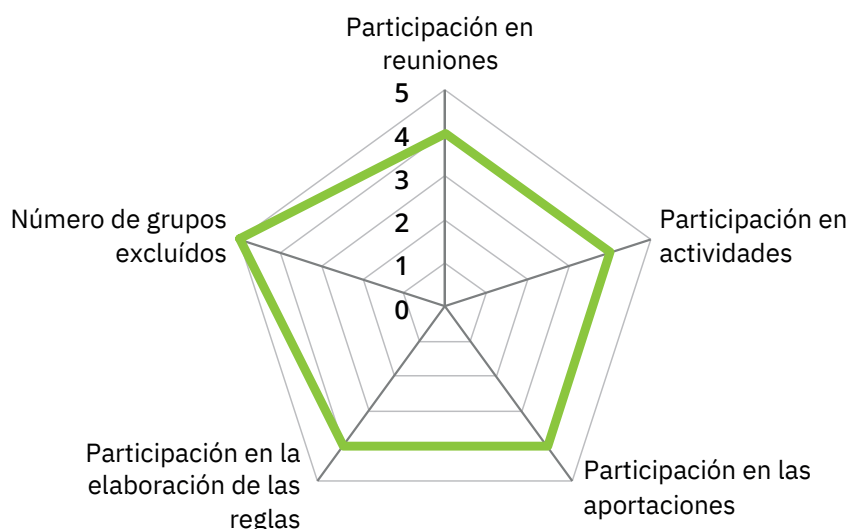 Participación en
reuniones
5
4
3
2
1
0
Número de grupos
excluídos
Participación en
actividades
Participación en la
elaboración de las
reglas
Participación en las
aportaciones